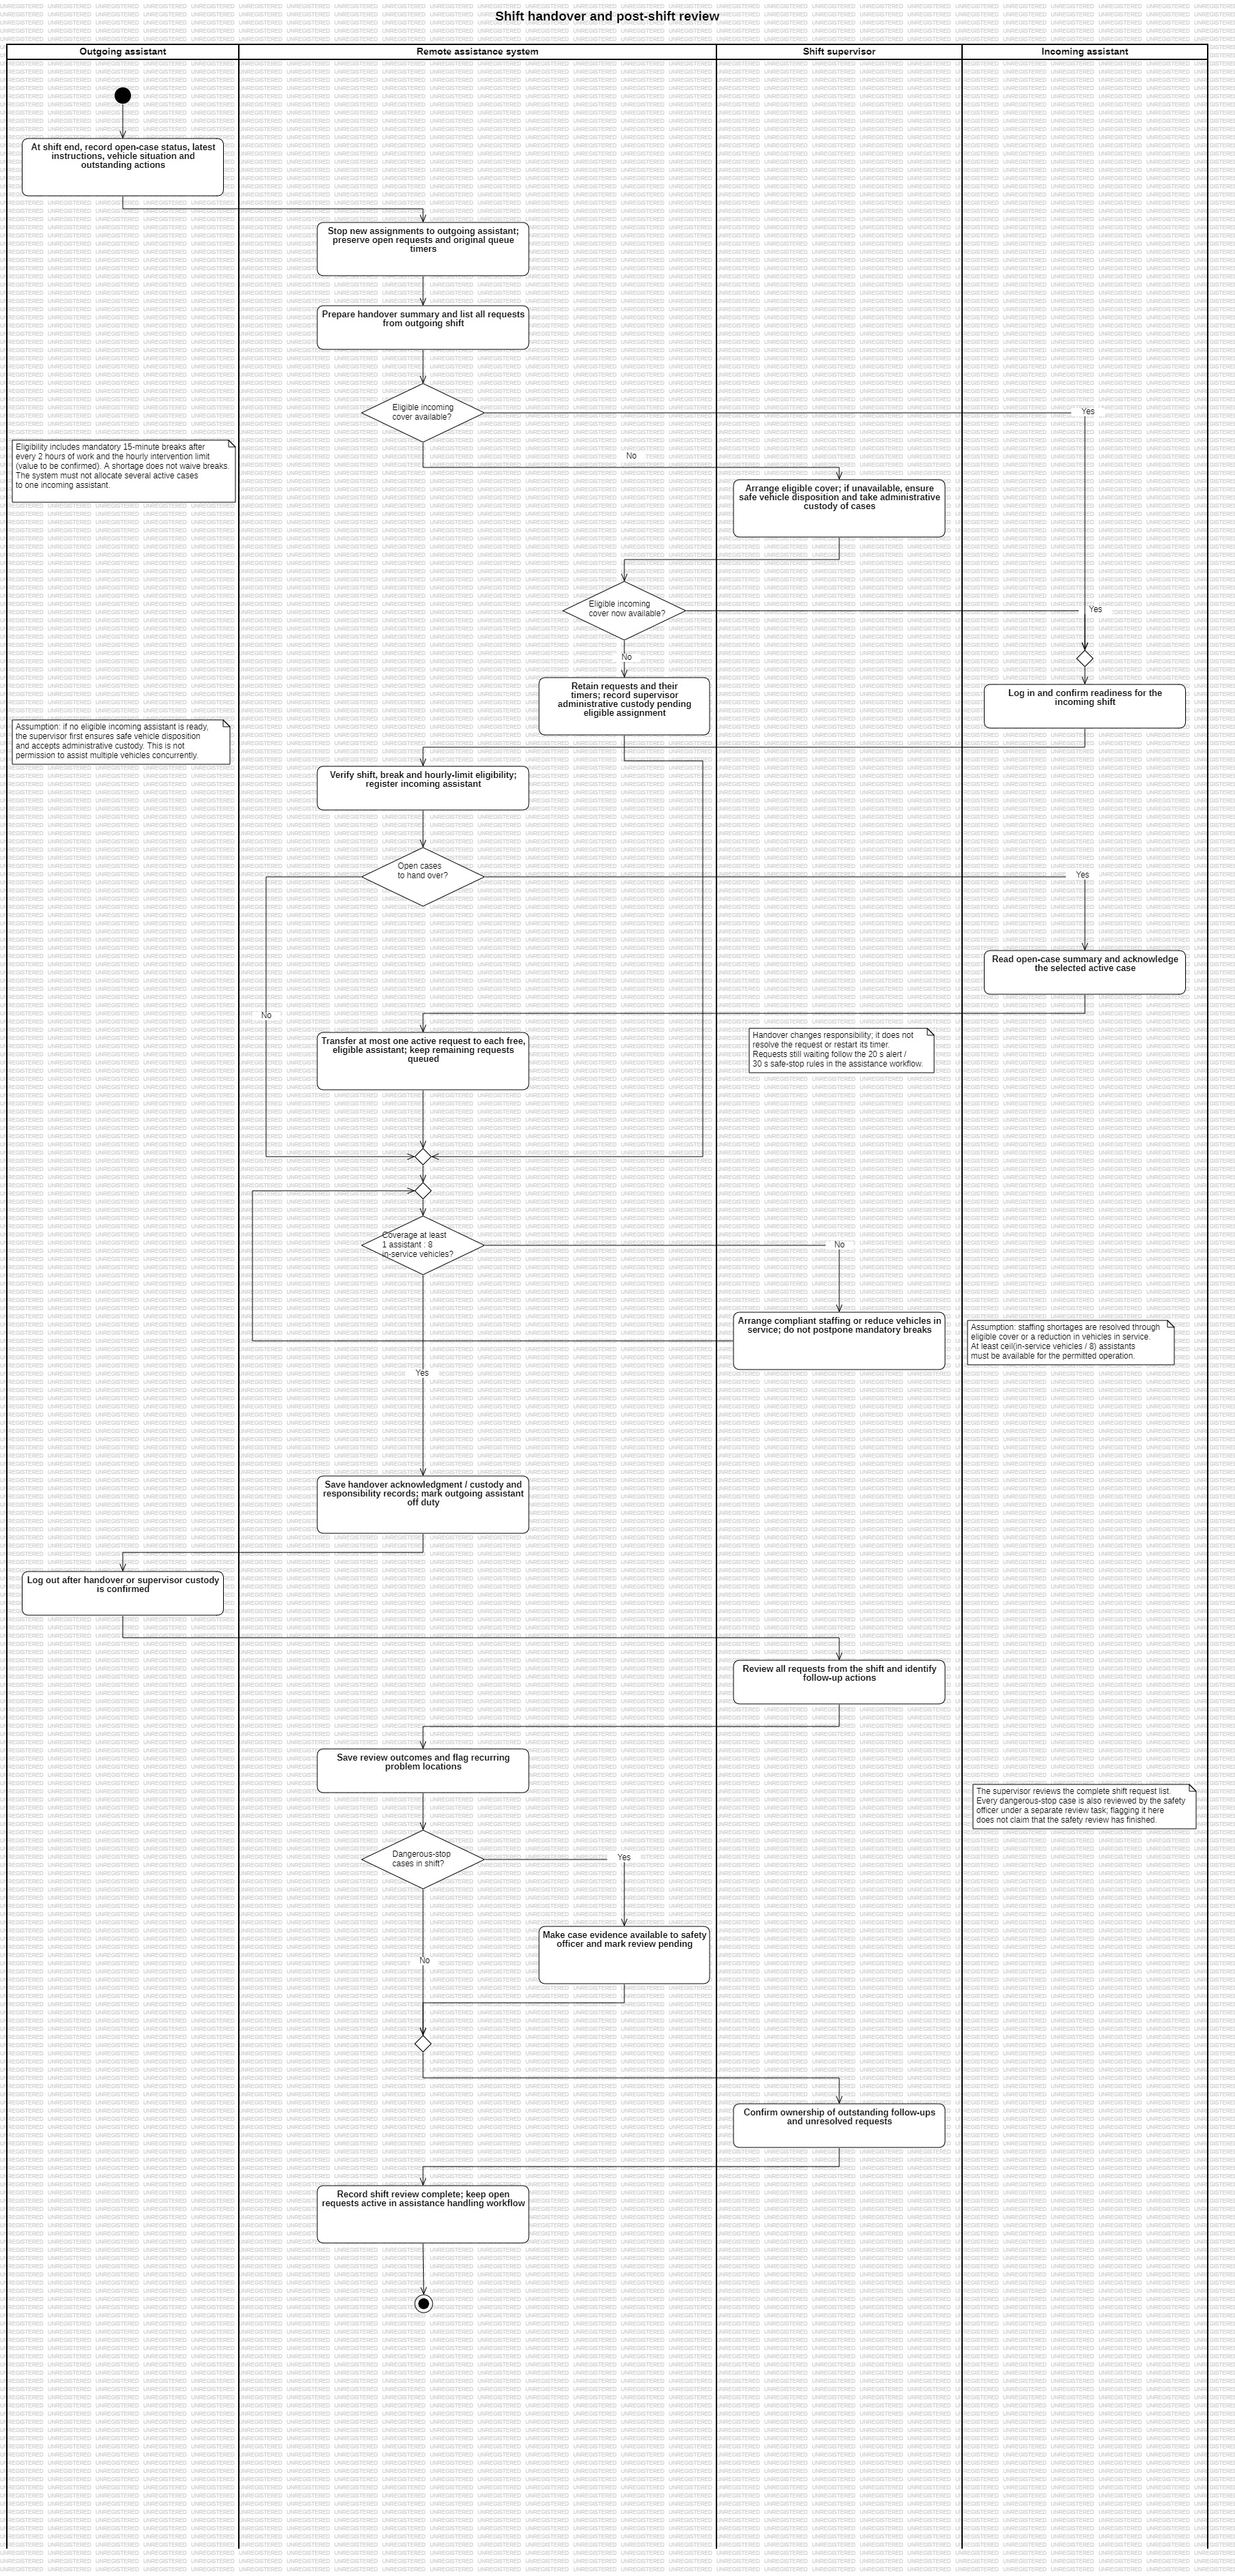 Shift handover and post-shift review
Outgoing assistant
Remote assistance system
Shift supervisor
Incoming assistant
At shift end, record open-case status, latest
instructions, vehicle situation and
outstanding actions
Stop new assignments to outgoing assistant;
preserve open requests and original queue
timers
Prepare handover summary and list all requests
from outgoing shift
Eligible incoming
cover available?
Yes
No
Eligibility includes mandatory 15-minute breaks after
every 2 hours of work and the hourly intervention limit
(value to be confirmed). A shortage does not waive breaks.
The system must not allocate several active cases
to one incoming assistant.
Arrange eligible cover; if unavailable, ensure
safe vehicle disposition and take administrative
custody of cases
Eligible incoming
cover now available?
Yes
No
Retain requests and their
timers; record supervisor
administrative custody pending
eligible assignment
Log in and confirm readiness for the
incoming shift
Assumption: if no eligible incoming assistant is ready,
the supervisor first ensures safe vehicle disposition
and accepts administrative custody. This is not
permission to assist multiple vehicles concurrently.
Verify shift, break and hourly-limit eligibility;
register incoming assistant
Open cases
to hand over?
Yes
Read open-case summary and acknowledge
the selected active case
No
Transfer at most one active request to each free,
eligible assistant; keep remaining requests
queued
Handover changes responsibility; it does not
resolve the request or restart its timer.
Requests still waiting follow the 20 s alert /
30 s safe-stop rules in the assistance workflow.
Coverage at least
1 assistant : 8
in-service vehicles?
No
Arrange compliant staffing or reduce vehicles in
service; do not postpone mandatory breaks
Assumption: staffing shortages are resolved through
eligible cover or a reduction in vehicles in service.
At least ceil(in-service vehicles / 8) assistants
must be available for the permitted operation.
Yes
Save handover acknowledgment / custody and
responsibility records; mark outgoing assistant
off duty
Log out after handover or supervisor custody
is confirmed
Review all requests from the shift and identify
follow-up actions
Save review outcomes and flag recurring
problem locations
The supervisor reviews the complete shift request list.
Every dangerous-stop case is also reviewed by the safety
officer under a separate review task; flagging it here
does not claim that the safety review has finished.
Dangerous-stop
cases in shift?
Yes
Make case evidence available to safety
officer and mark review pending
No
Confirm ownership of outstanding follow-ups
and unresolved requests
Record shift review complete; keep open
requests active in assistance handling workflow
UNREGISTERED